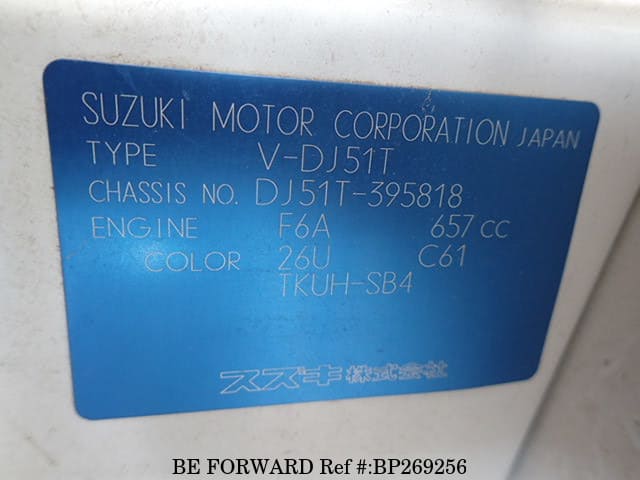 SUZUKI MOTOR CORPORATION JAPAN
TYPE V-DJ51T
CHASSIS NO. DJ51T-395818
ENGINE F6A 657 CC
COLOR 26U C61
TKUH-SB4
スズキ株式会社
BE FORWARD Ref #:BP269256